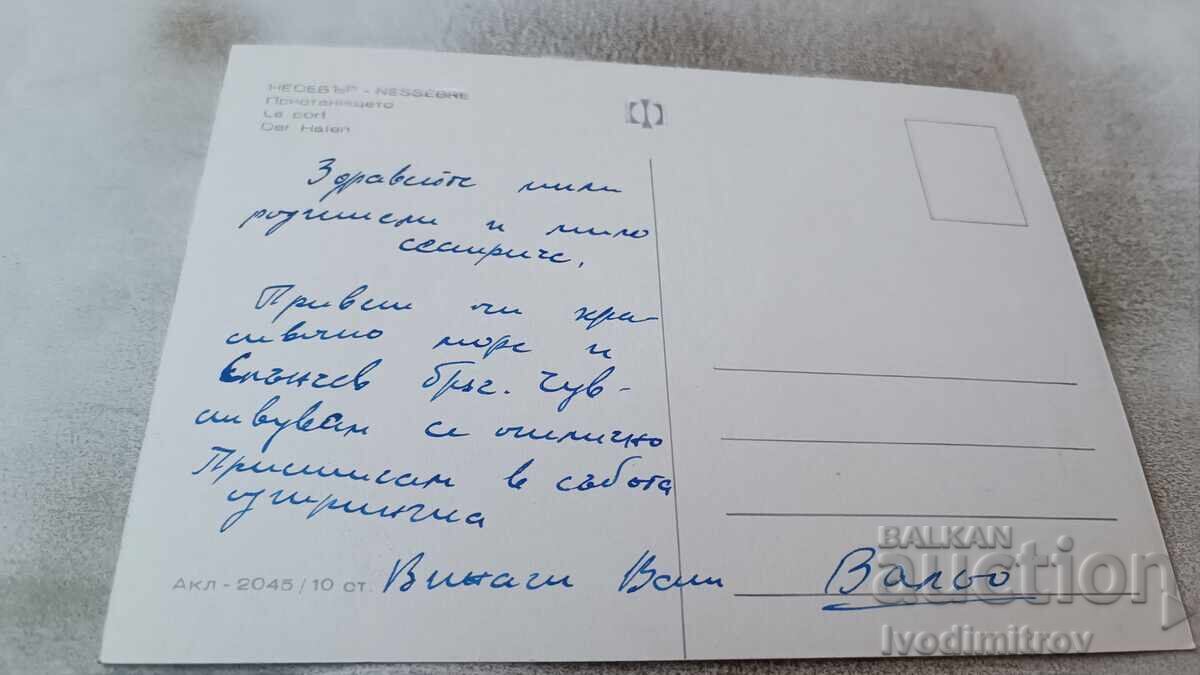 НЕСЕБЪР - NESSEBRE
Пристанището
Le port
Der Hafen
Здравейте мили
родители и мило
сестриче,
Привет от кра-
сивото море и
Слънчев бряг. Чув-
ствувам се отлично
Пристигам в събота
сутринта
Винаги Ваш Вальо
Акл - 2045/10 ст.
BALKAN
auction
Ivodimitrov